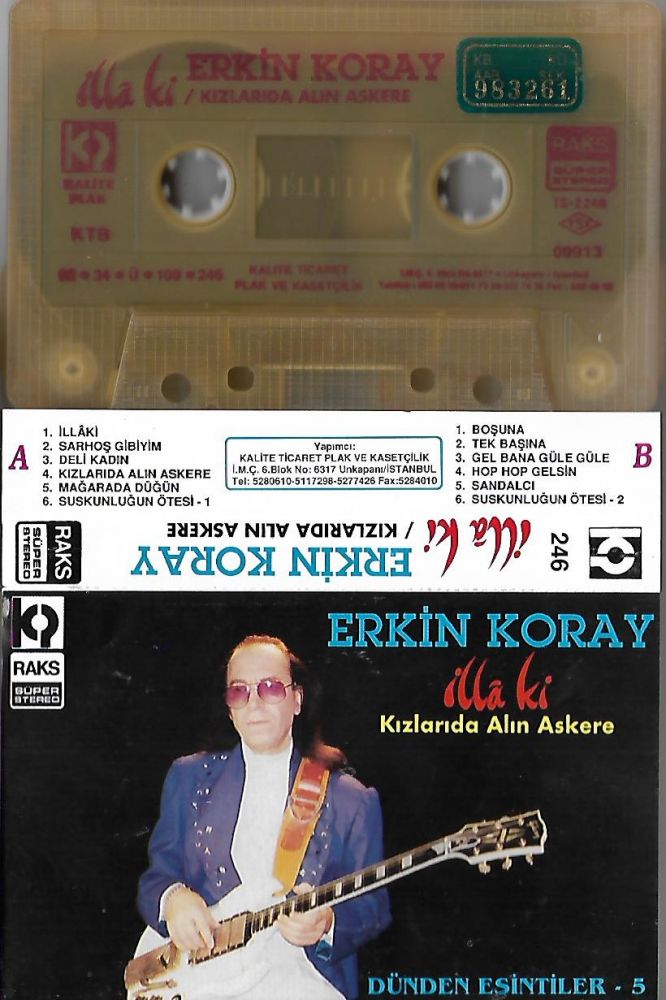 illâ ki ERKİN KORAY
/ KIZLARIDA ALIN ASKERE
983261
KALİTE
PLAK
KTB
RAKS
SÜPER
STEREO
TS-2248
TSE
09913
34 • Ü • 109 • 246
KALİTE TİCARET
PLAK VE KASETÇİLİK
A
1. İLLÂKİ
2. SARHOŞ GİBİYİM
3. DELİ KADIN
4. KIZLARIDA ALIN ASKERE
5. MAĞARADA DÜĞÜN
6. SUSKUNLUĞUN ÖTESİ - 1
Yapımcı:
KALİTE TİCARET PLAK VE KASETÇİLİK
İ.M.Ç. 6.Blok No: 6317 Unkapanı/İSTANBUL
Tel: 5280610-5117298-5277426 Fax:5284010
1. BOŞUNA
2. TEK BAŞINA
3. GEL BANA GÜLE GÜLE
4. HOP HOP GELSİN
5. SANDALCI
6. SUSKUNLUĞUN ÖTESİ - 2
B
RAKS
SÜPER
STEREO
ERKİN KORAY
illâ ki
/ KIZLARIDA ALIN ASKERE
246
RAKS
SÜPER
STEREO
ERKİN KORAY
illâ ki
Kızlarıda Alın Askere
DÜNDEN ESİNTİLER - 5